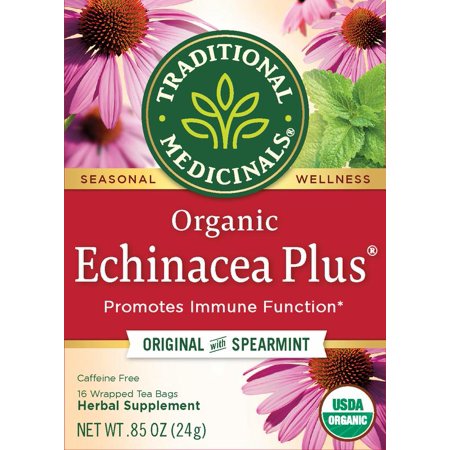 TRADITIONAL
MEDICINALS®
SEASONAL WELLNESS
Organic
Echinacea Plus®
Promotes Immune Function*
ORIGINAL with SPEARMINT
Caffeine Free
16 Wrapped Tea Bags
Herbal Supplement
NET WT .85 OZ (24g)
USDA
ORGANIC